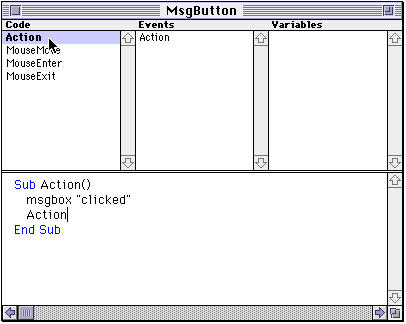 MsgButton
Code Events Variables
Action Action
MouseMove
MouseEnter
MouseExit
Sub Action()
msgbox "clicked"
Action
End Sub